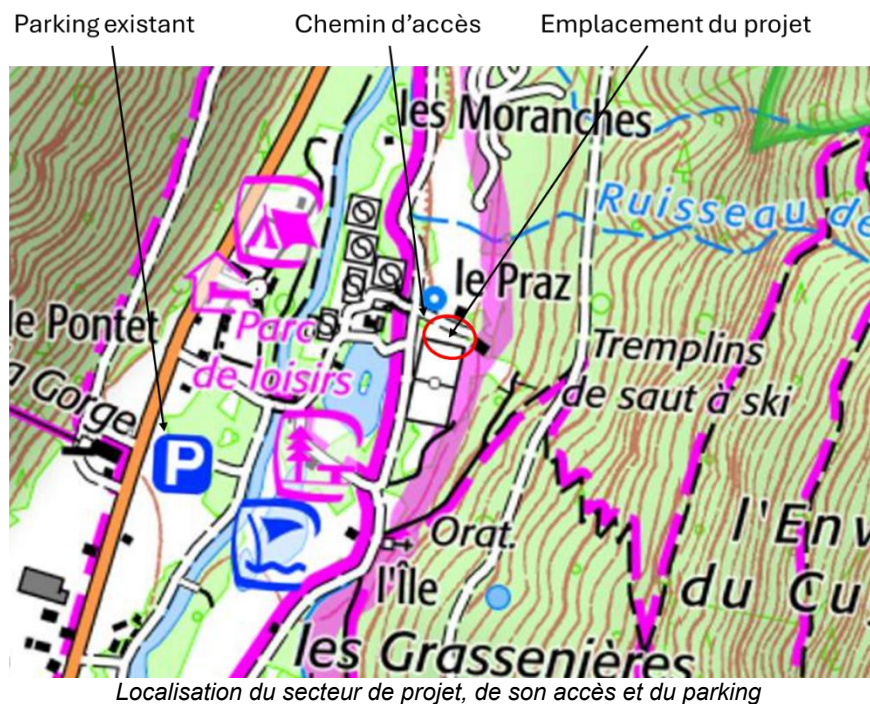 Parking existant
Chemin d'accès
Emplacement du projet
les Moranches
Ruisseau de
le Praz
le Pontet
Parc
de loisirs
Tremplins
de saut à ski
Gorge
P
Orat.
l'Env
du Cu
l'Île
les Grassenières
Localisation du secteur de projet, de son accès et du parking